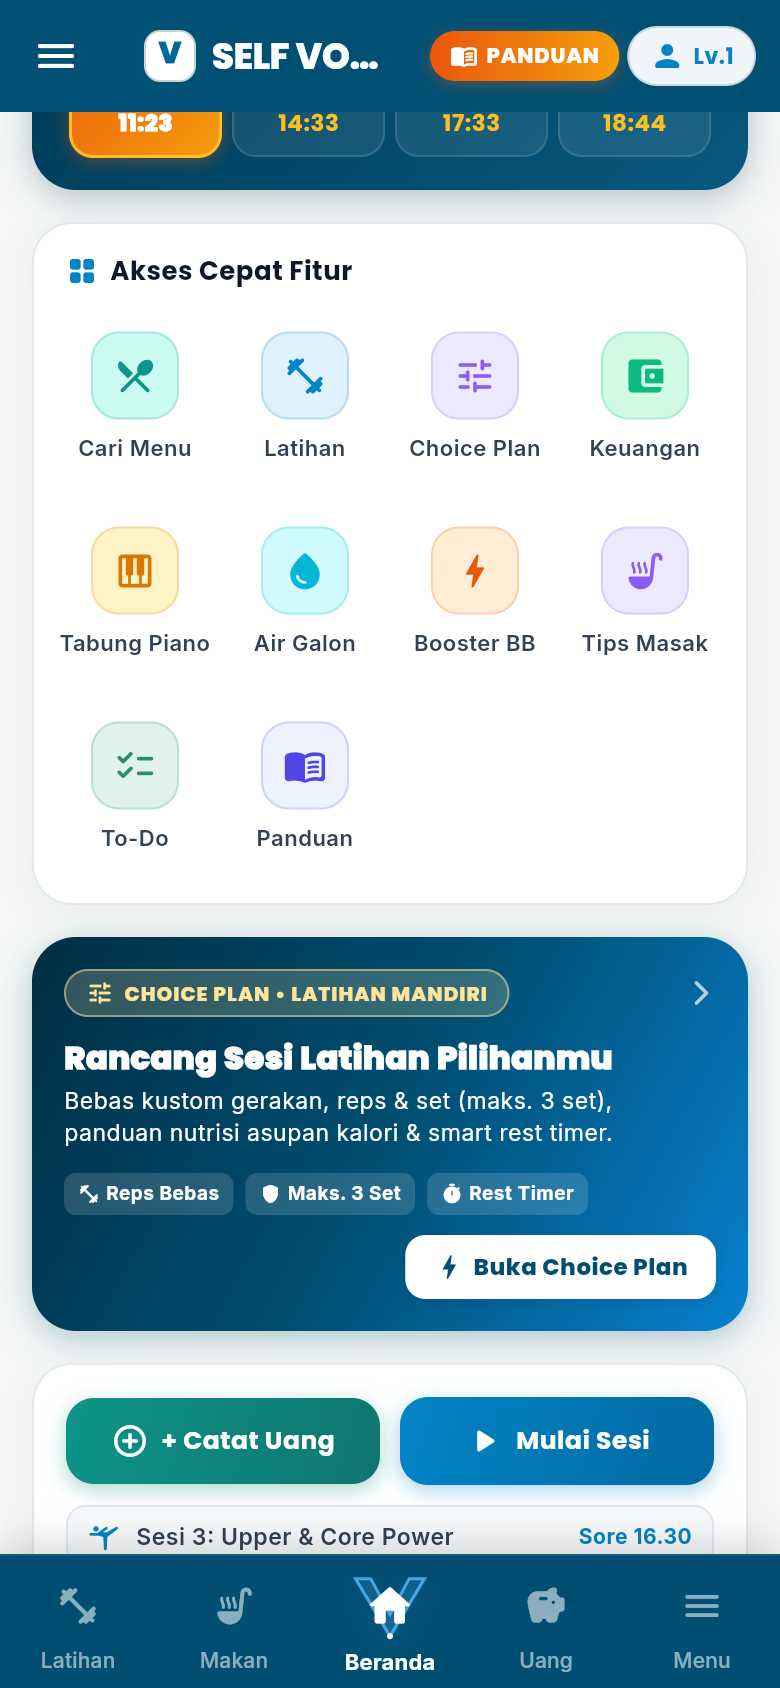 V SELF VO... PANDUAN Lv.1
11:23 14:33 17:33 18:44
Akses Cepat Fitur
Cari Menu Latihan Choice Plan Keuangan
Tabung Piano Air Galon Booster BB Tips Masak
To-Do Panduan
CHOICE PLAN • LATIHAN MANDIRI
Rancang Sesi Latihan Pilihanmu
Bebas kustom gerakan, reps & set (maks. 3 set),
panduan nutrisi asupan kalori & smart rest timer.
Reps Bebas Maks. 3 Set Rest Timer
Buka Choice Plan
+ Catat Uang Mulai Sesi
Sesi 3: Upper & Core Power Sore 16.30
Latihan Makan Beranda Uang Menu